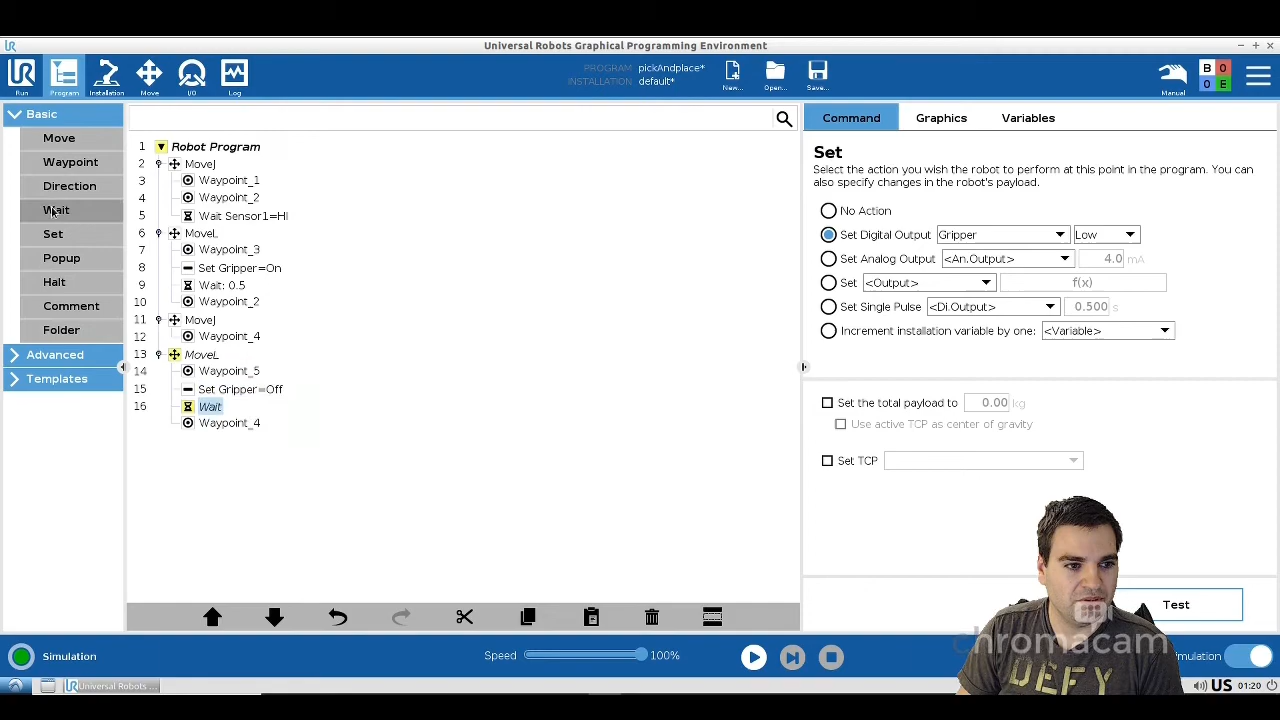 Universal Robots Graphical Programming Environment
Run
Program
Installation
Move
I/O
Log
PROGRAM pickAndplace*
INSTALLATION default*
New...
Open...
Save...
Manual
B 0
0 E
Basic
Move
Waypoint
Direction
Wait
Set
Popup
Halt
Comment
Folder
Advanced
Templates
1 Robot Program
2 MoveJ
3 Waypoint_1
4 Waypoint_2
5 Wait Sensor1=HI
6 MoveL
7 Waypoint_3
8 Set Gripper=On
9 Wait: 0.5
10 Waypoint_2
11 MoveJ
12 Waypoint_4
13 MoveL
14 Waypoint_5
15 Set Gripper=Off
16 Wait
Waypoint_4
Command Graphics Variables
Set
Select the action you wish the robot to perform at this point in the program. You
can also specify changes in the robot's payload.
No Action
Set Digital Output Gripper Low
Set Analog Output <An.Output> 4.0 mA
Set <Output> f(x)
Set Single Pulse <Di.Output> 0.500 s
Increment installation variable by one: <Variable>
Set the total payload to 0.00 kg
Use active TCP as center of gravity
Set TCP
Test
chromacam
DEFY
Simulation
Speed 100%
imulation
UR
Universal Robots ...
US 01:20